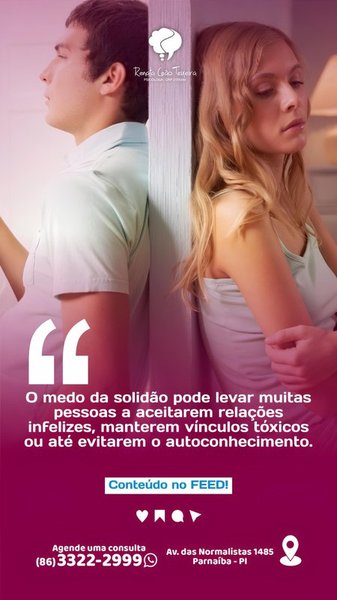 Renata Leão Teixeira
O medo da solidão pode levar muitas
pessoas a aceitarem relações
infelizes, manterem vínculos tóxicos
ou até evitarem o autoconhecimento.
Conteúdo no FEED!
Agende uma consulta
(86)3322-2999
Av. das Normalistas 1485
Parnaíba - PI